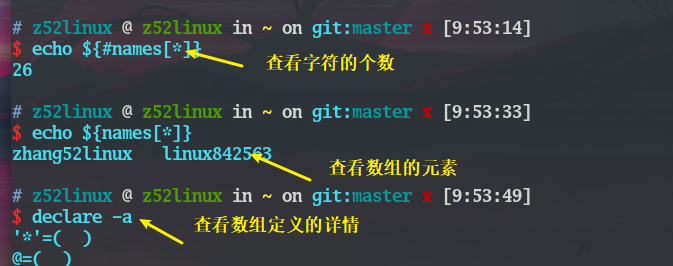 # z52linux @ z52linux in ~ on git:master x [9:53:14]
$ echo ${#names[*]}
查看字符的个数
26
# z52linux @ z52linux in ~ on git:master x [9:53:33]
$ echo ${names[*]}
zhang52linux   linux842563
查看数组的元素
# z52linux @ z52linux in ~ on git:master x [9:53:49]
$ declare -a
查看数组定义的详情
'*'=(  )
@=(  )